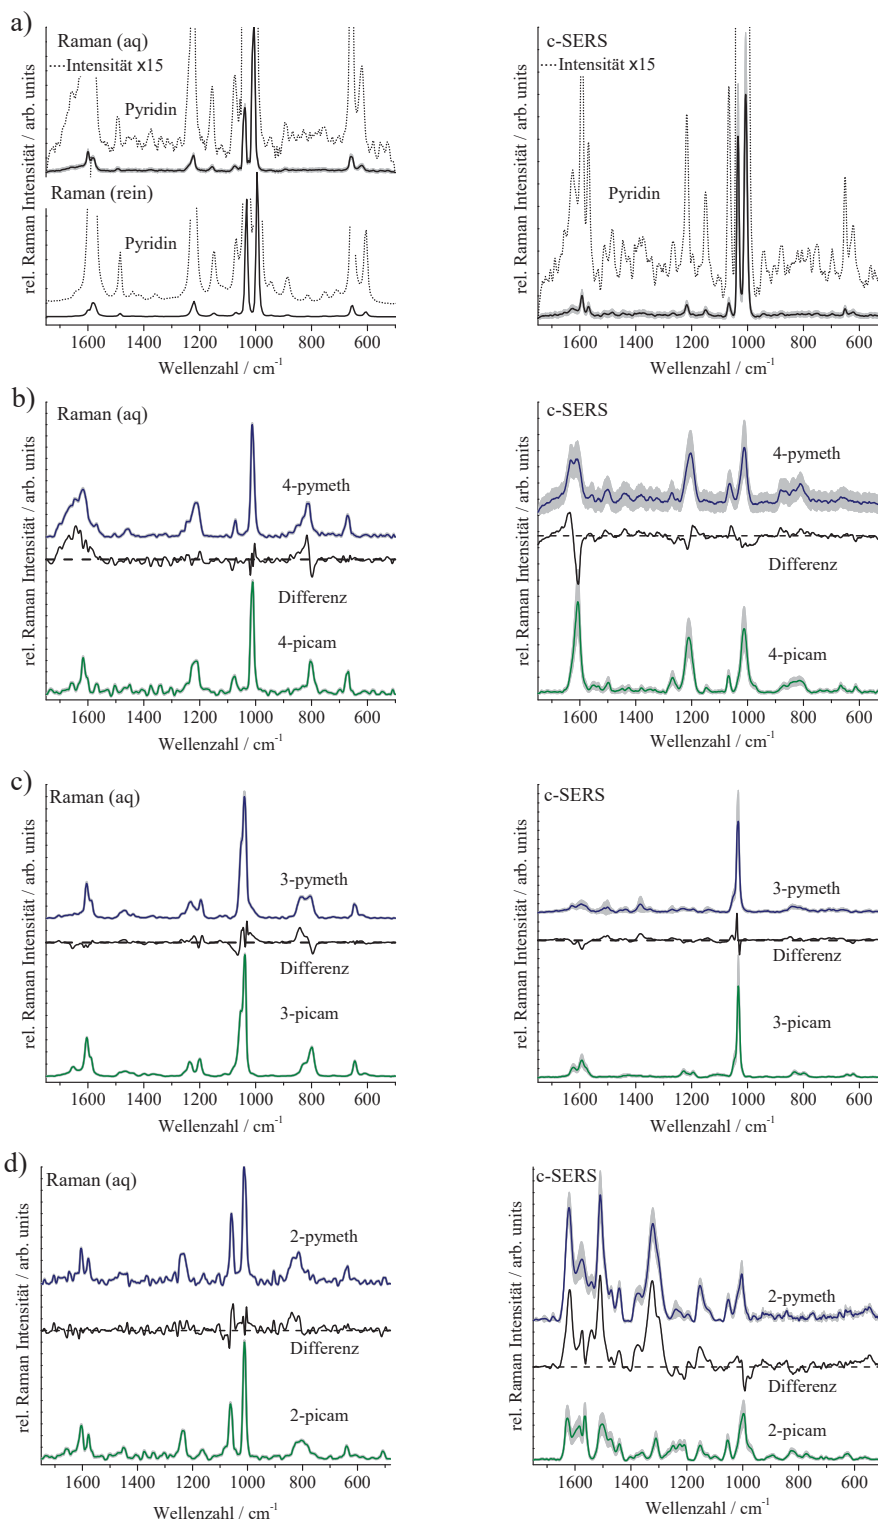 a)
Raman (aq)
Intensität x15
Pyridin
Raman (rein)
Pyridin
rel. Raman Intensität / arb. units
1600 1400 1200 1000 800 600
Wellenzahl / cm⁻¹
c-SERS
Intensität x15
Pyridin
rel. Raman Intensität / arb. units
1600 1400 1200 1000 800 600
Wellenzahl / cm⁻¹
b)
Raman (aq)
4-pymeth
Differenz
4-picam
rel. Raman Intensität / arb. units
1600 1400 1200 1000 800 600
Wellenzahl / cm⁻¹
c-SERS
4-pymeth
Differenz
4-picam
rel. Raman Intensität / arb. units
1600 1400 1200 1000 800 600
Wellenzahl / cm⁻¹
c)
Raman (aq)
3-pymeth
Differenz
3-picam
rel. Raman Intensität / arb. units
1600 1400 1200 1000 800 600
Wellenzahl / cm⁻¹
c-SERS
3-pymeth
Differenz
3-picam
rel. Raman Intensität / arb. units
1600 1400 1200 1000 800 600
Wellenzahl / cm⁻¹
d)
Raman (aq)
2-pymeth
Differenz
2-picam
rel. Raman Intensität / arb. units
1600 1400 1200 1000 800 600
Wellenzahl / cm⁻¹
c-SERS
2-pymeth
Differenz
2-picam
rel. Raman Intensität / arb. units
1600 1400 1200 1000 800 600
Wellenzahl / cm⁻¹